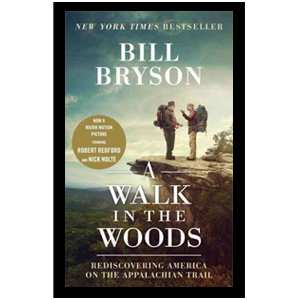 NEW YORK TIMES BESTSELLER
BILL
BRYSON
NOW A
MAJOR MOTION
PICTURE
STARRING
ROBERT REDFORD
AND NICK NOLTE
A
WALK
IN THE
WOODS
REDISCOVERING AMERICA
ON THE APPALACHIAN TRAIL